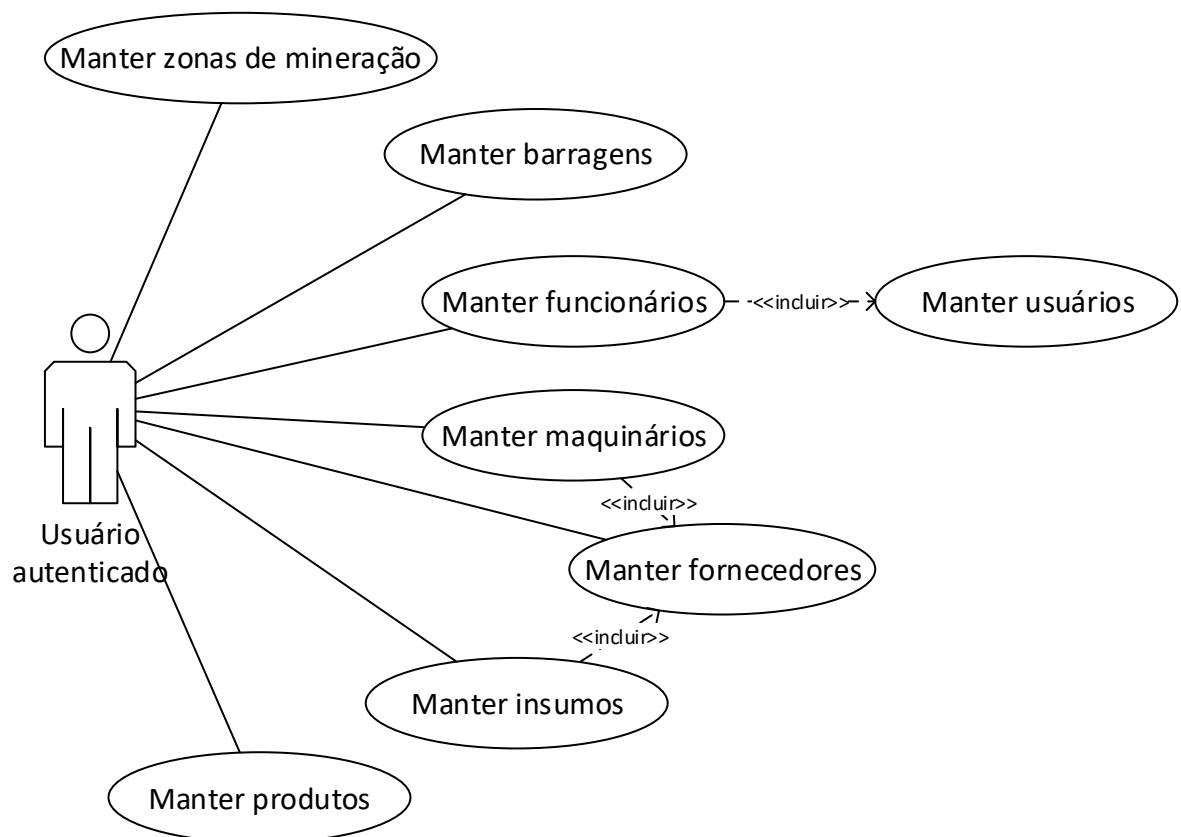 Manter zonas de mineração
Manter barragens
Manter funcionários
<<incluir>>
Manter usuários
Manter maquinários
<<incluir>>
Usuário
autenticado
Manter fornecedores
<<incluir>>
Manter insumos
Manter produtos